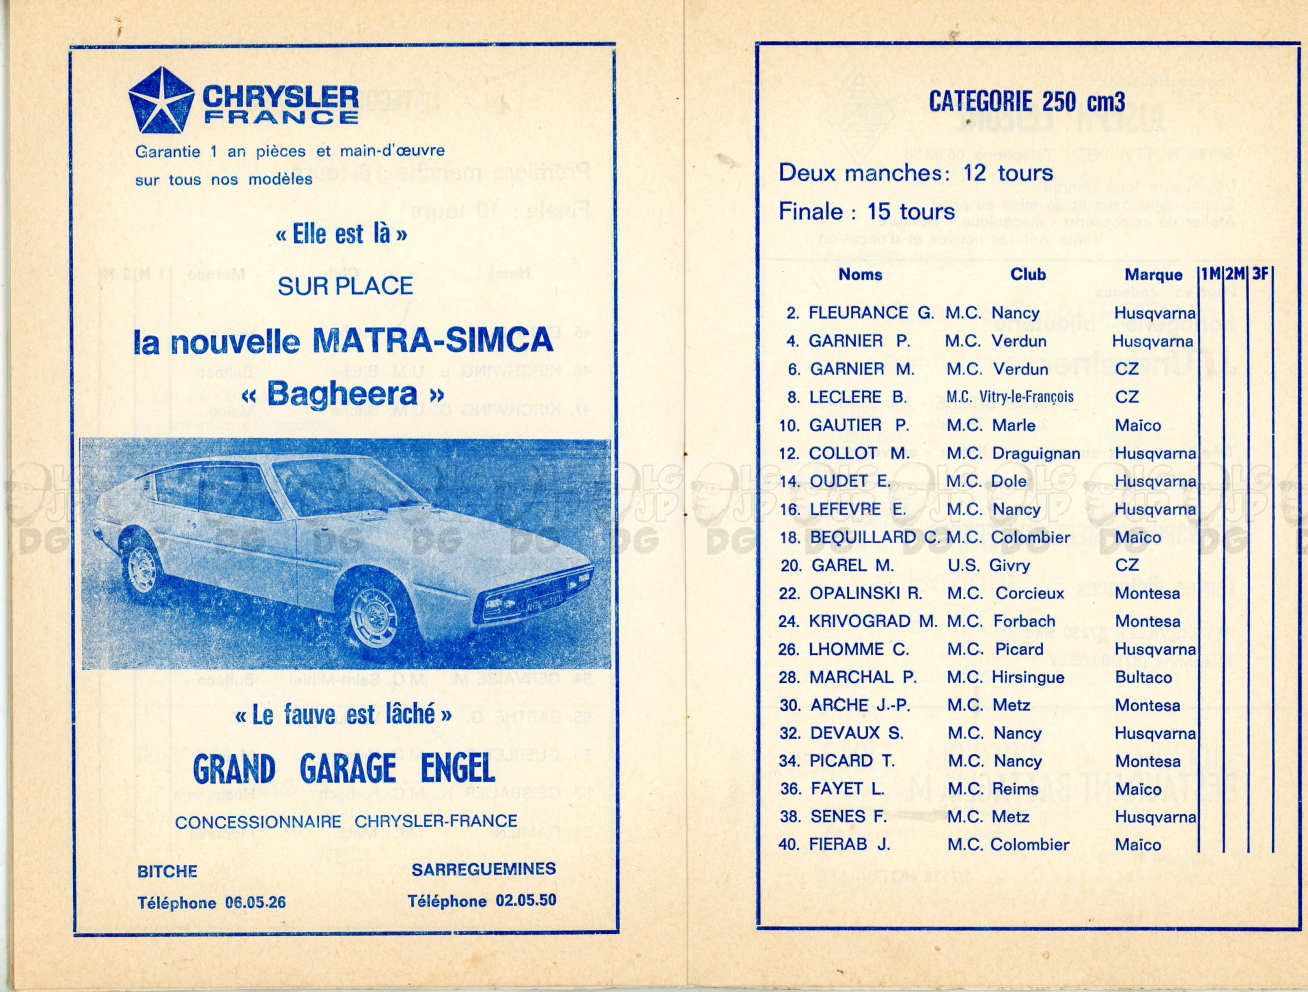 CHRYSLER
FRANCE
Garantie 1 an pièces et main-d'œuvre
sur tous nos modèles
« Elle est là »
SUR PLACE
la nouvelle MATRA-SIMCA
« Bagheera »
« Le fauve est lâché »
GRAND GARAGE ENGEL
CONCESSIONNAIRE CHRYSLER-FRANCE
BITCHE
Téléphone 06.05.26
SARREGUEMINES
Téléphone 02.05.50
CATEGORIE 250 cm3
Deux manches: 12 tours
Finale : 15 tours
Noms Club Marque 1M 2M 3F
2. FLEURANCE G. M.C. Nancy Husqvarna
4. GARNIER P. M.C. Verdun Husqvarna
6. GARNIER M. M.C. Verdun CZ
8. LECLERE B. M.C. Vitry-le-François CZ
10. GAUTIER P. M.C. Marle Maïco
12. COLLOT M. M.C. Draguignan Husqvarna
14. OUDET E. M.C. Dole Husqvarna
16. LEFEVRE E. M.C. Nancy Husqvarna
18. BEQUILLARD C. M.C. Colombier Maïco
20. GAREL M. U.S. Givry CZ
22. OPALINSKI R. M.C. Corcieux Montesa
24. KRIVOGRAD M. M.C. Forbach Montesa
26. LHOMME C. M.C. Picard Husqvarna
28. MARCHAL P. M.C. Hirsingue Bultaco
30. ARCHE J.-P. M.C. Metz Montesa
32. DEVAUX S. M.C. Nancy Husqvarna
34. PICARD T. M.C. Nancy Montesa
36. FAYET L. M.C. Reims Maïco
38. SENES F. M.C. Metz Husqvarna
40. FIERAB J. M.C. Colombier Maïco